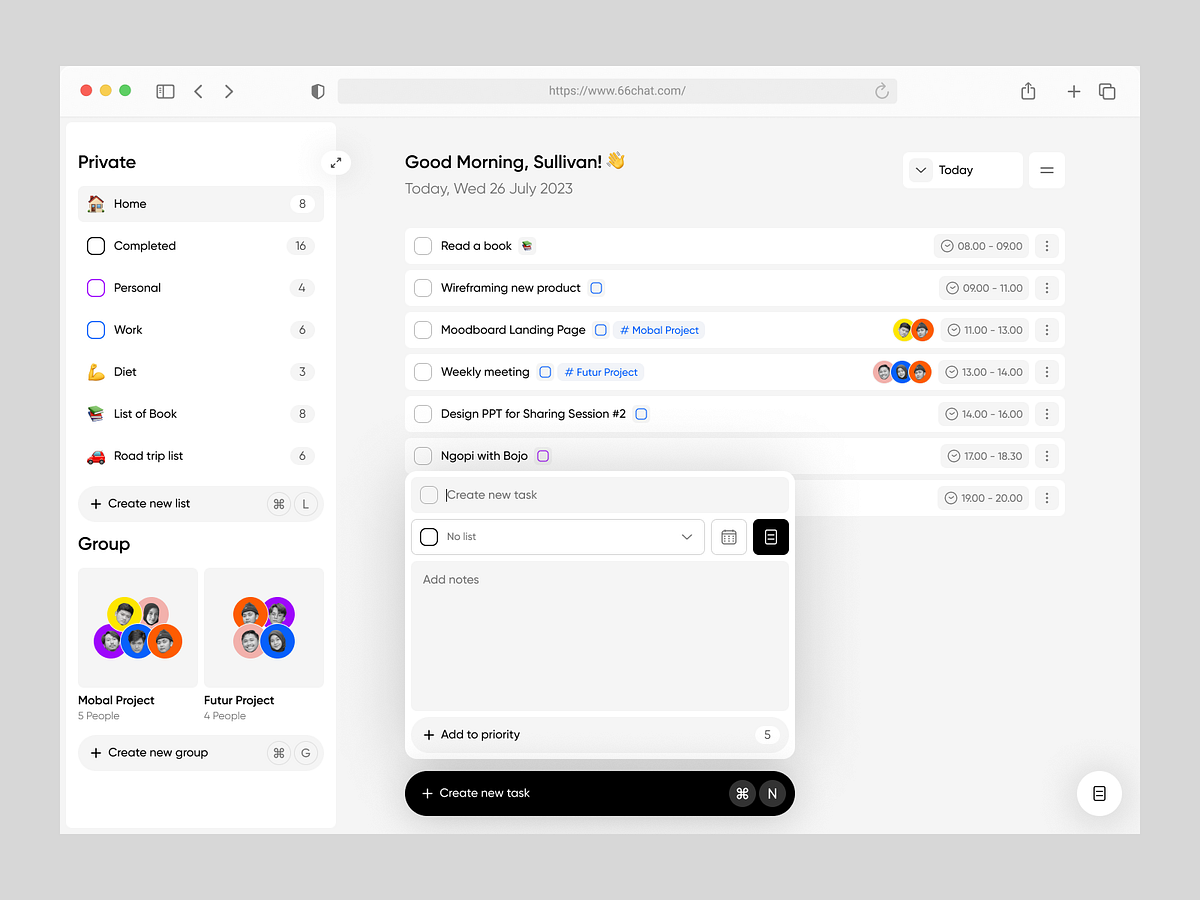 https://www.66chat.com/
Private
Home 8
Completed 16
Personal 4
Work 6
Diet 3
List of Book 8
Road trip list 6
+ Create new list ⌘ L
Group
Mobal Project
5 People
Futur Project
4 People
+ Create new group ⌘ G
Good Morning, Sullivan! 👋
Today, Wed 26 July 2023
Today
Read a book 08.00 - 09.00
Wireframing new product 09.00 - 11.00
Moodboard Landing Page # Mobal Project 11.00 - 13.00
Weekly meeting # Futur Project 13.00 - 14.00
Design PPT for Sharing Session #2 14.00 - 16.00
Ngopi with Bojo 17.00 - 18.30
19.00 - 20.00
Create new task
No list
Add notes
+ Add to priority 5
+ Create new task ⌘ N